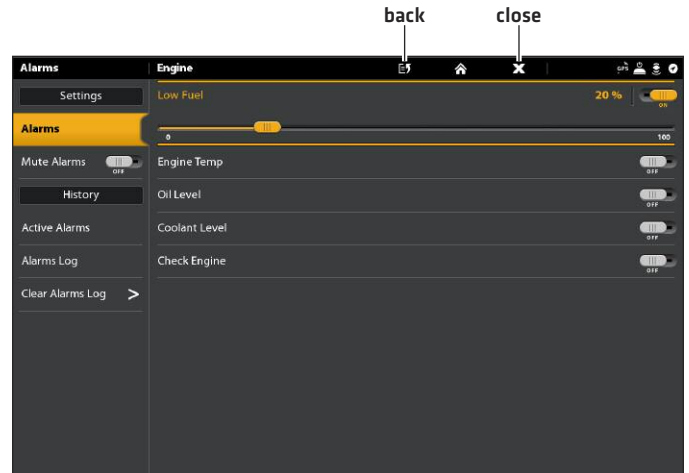 back close
Alarms Engine GPS
Settings Low Fuel 20 % ON
Alarms
0 100
Mute Alarms OFF Engine Temp OFF
History Oil Level OFF
Active Alarms Coolant Level OFF
Alarms Log Check Engine OFF
Clear Alarms Log >